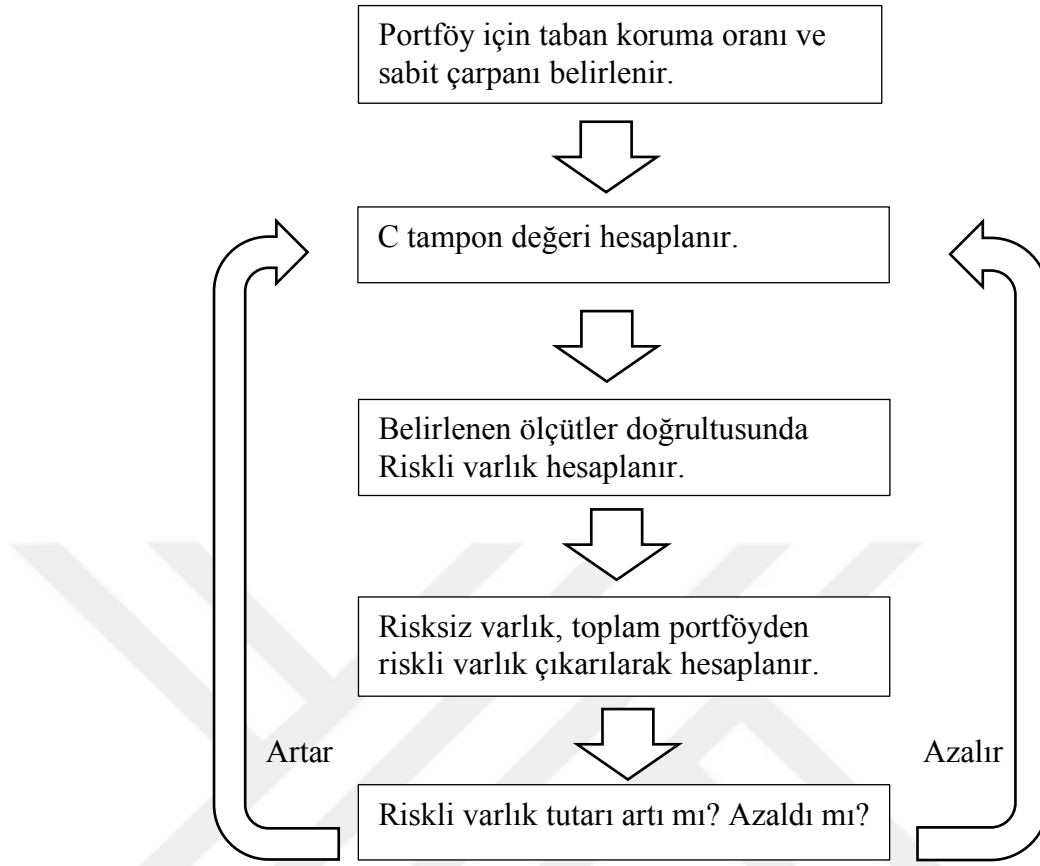 Portföy için taban koruma oranı ve
sabit çarpanı belirlenir.
C tampon değeri hesaplanır.
Belirlenen ölçütler doğrultusunda
Riskli varlık hesaplanır.
Risksiz varlık, toplam portföyden
riskli varlık çıkarılarak hesaplanır.
Artar
Azalır
Riskli varlık tutarı artı mı? Azaldı mı?